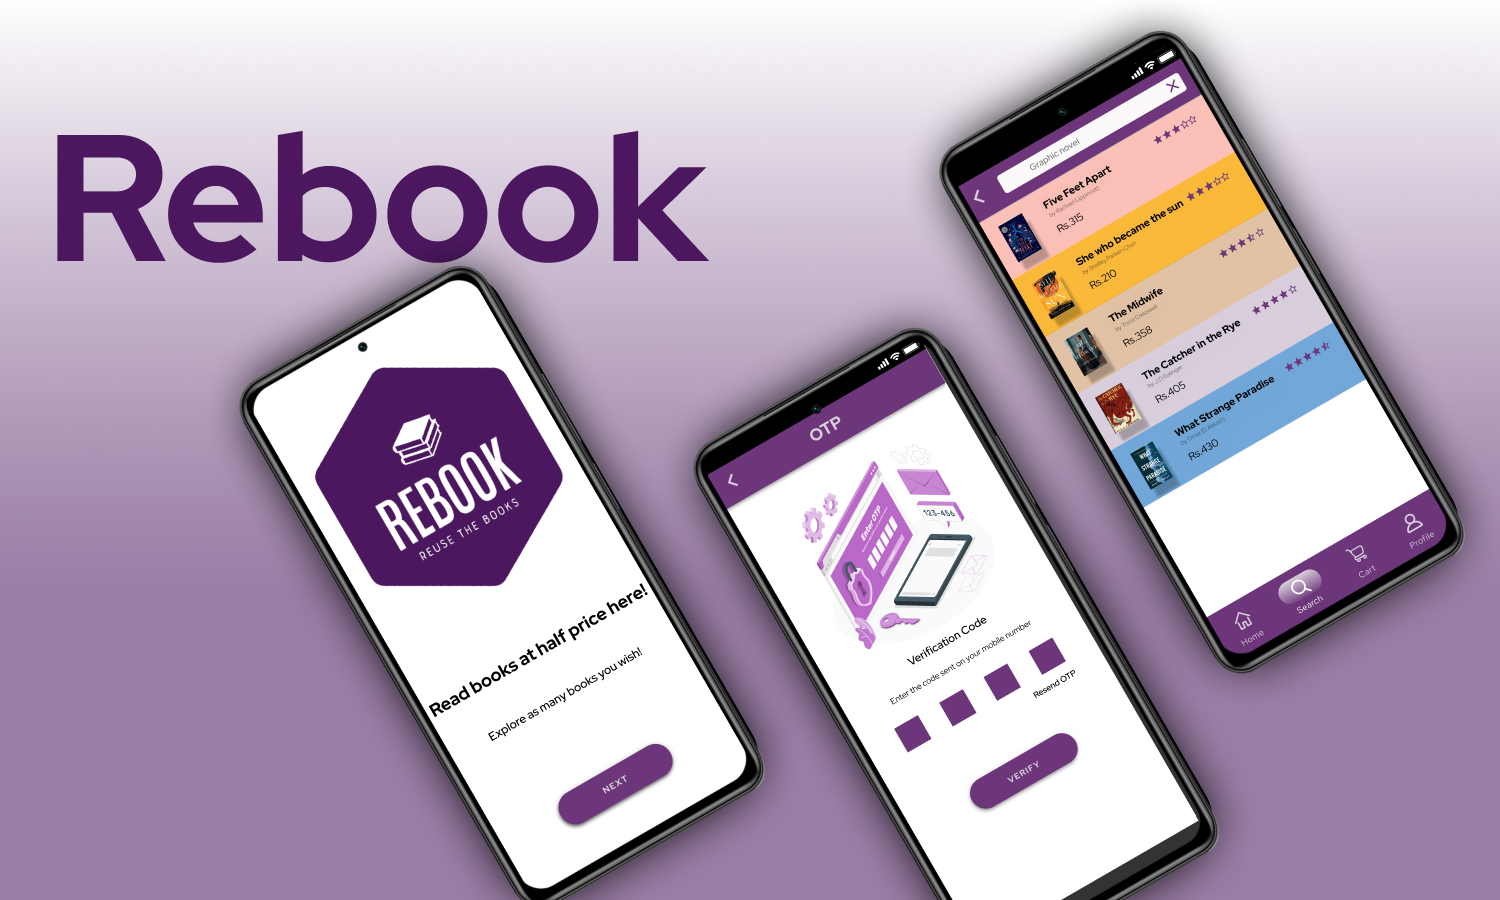 Rebook
REBOOK
REUSE THE BOOKS
Read books at half price here!
Explore as many books you wish!
NEXT
OTP
Enter OTP
123-456
Verification Code
Enter the code sent on your mobile number
Resend OTP
VERIFY
Graphic novel
Five Feet Apart
by Rachael Lippincott
Rs.315
She who became the sun
by Shelley Parker-Chan
Rs.210
The Midwife
by Tricia Cresswell
Rs.358
The Catcher in the Rye
by J.D.Salinger
Rs.405
What Strange Paradise
Rs.430
WHAT
STRANGE
PARADISE
Home
Search
Cart
Profile